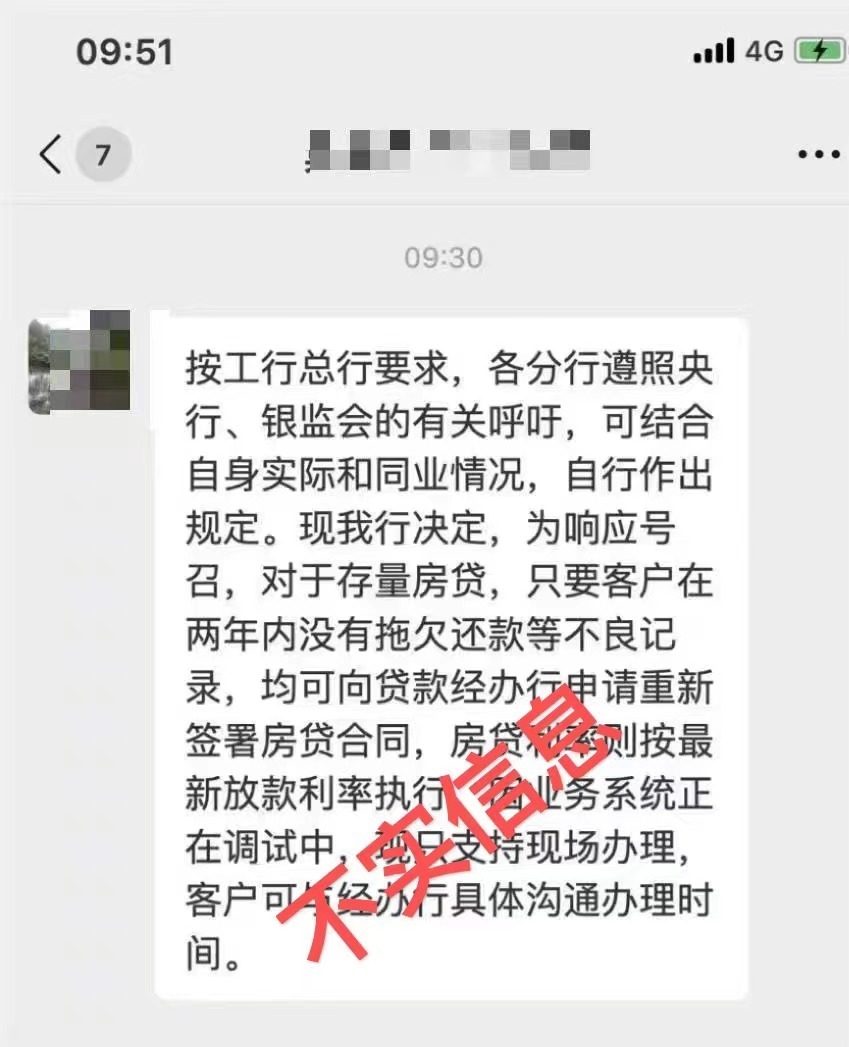 09:51
4G
7
09:30
按工行总行要求，各分行遵照央
行、银监会的有关呼吁，可结合
自身实际和同业情况，自行作出
规定。现我行决定，为响应号
召，对于存量房贷，只要客户在
两年内没有拖欠还款等不良记
录，均可向贷款经办行申请重新
签署房贷合同，房贷利率则按最
新放款利率执行。因业务系统正
在调试中，现只支持现场办理，
客户可与经办行具体沟通办理时
间。
不实信息